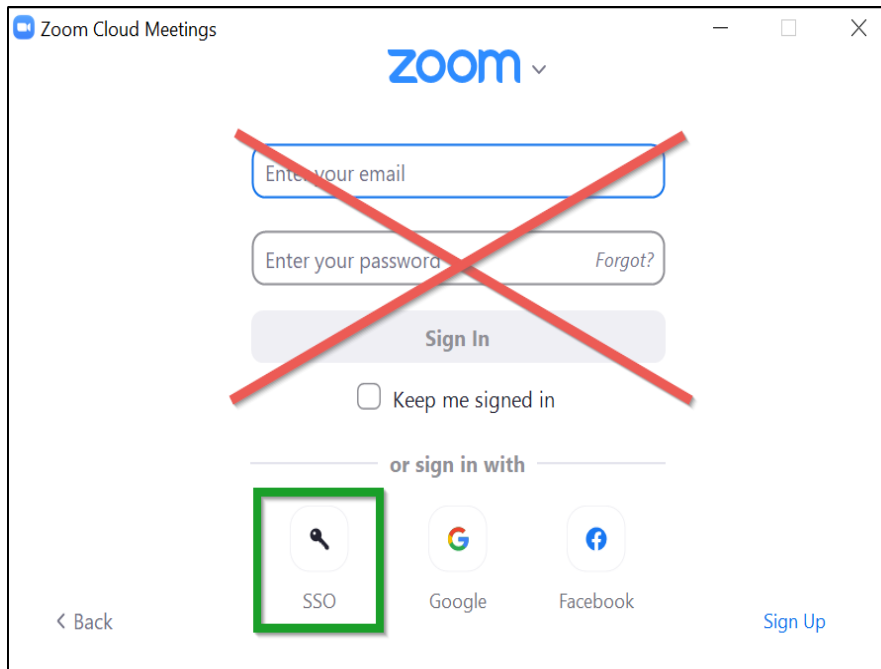 Zoom Cloud Meetings
zoom
Enter your email
Enter your password Forgot?
Sign In
Keep me signed in
or sign in with
SSO Google Facebook
< Back Sign Up